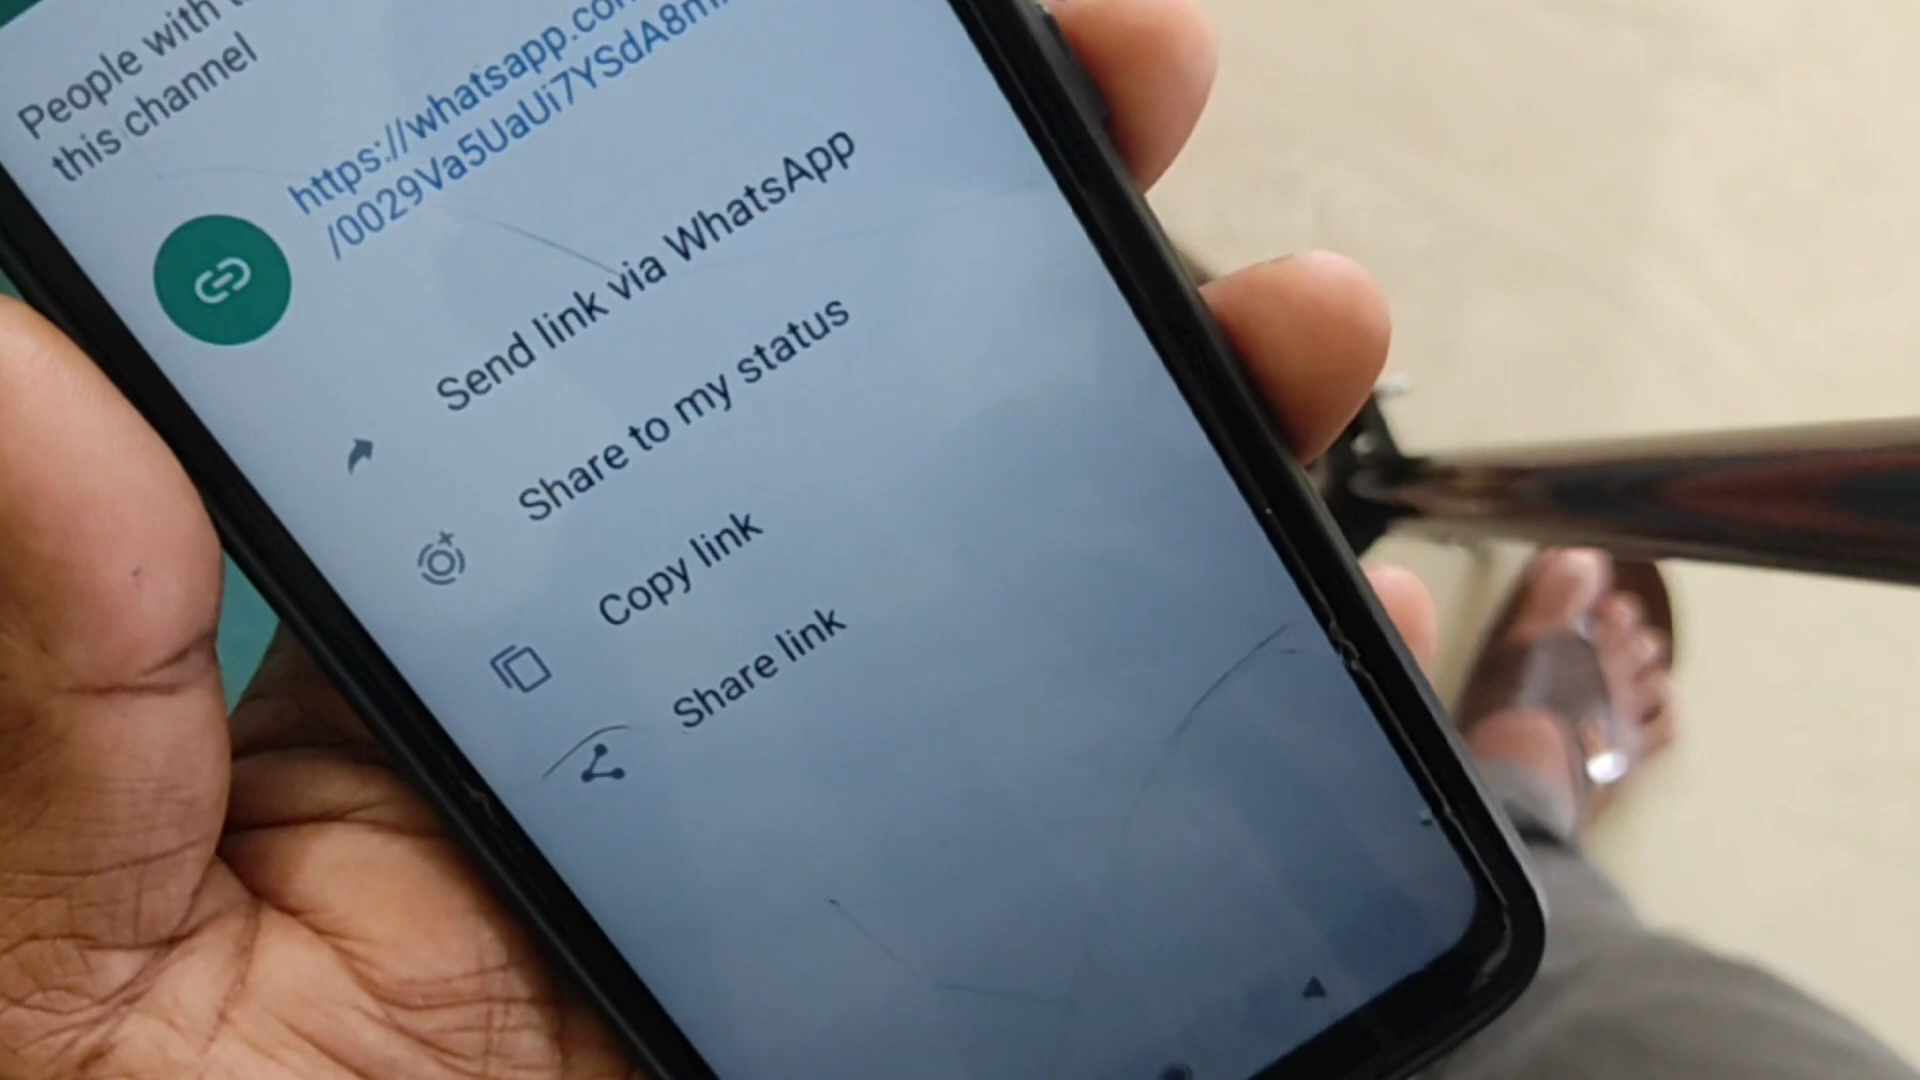 People with
this channel
https://whatsapp.com
/0029Va5UaUi7YSdA8m
Send link via WhatsApp
Share to my status
Copy link
Share link